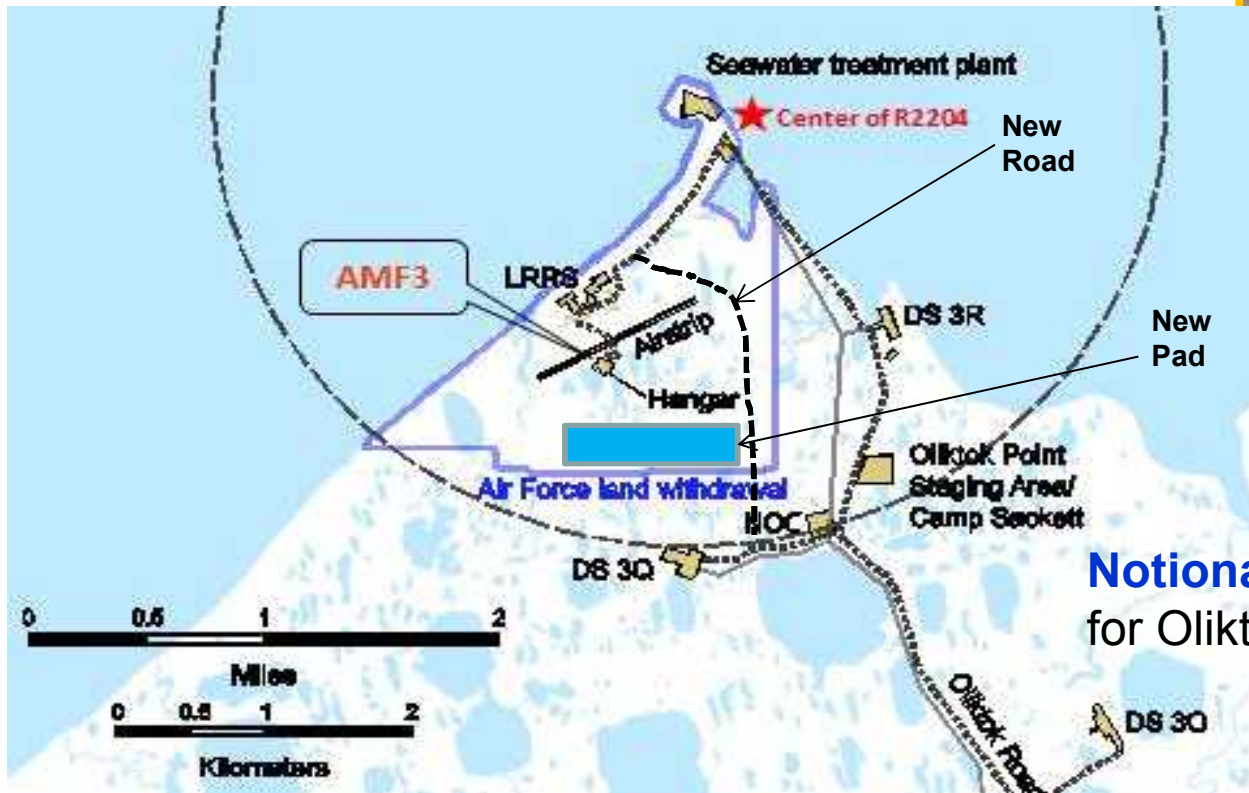 Seawater treatment plant
Center of R2204
New
Road
AMF3
LRRS
Airstrip
DS 3R
New
Pad
Hangar
Oliktok Point
Staging Area/
Camp Sackett
Air Force land withdrawal
NOC
DS 3Q
Notiona
for Olikt
0 0.5 1 2
Miles
0 0.5 1 2
Kilometers
Oliktok Road
DS 3O